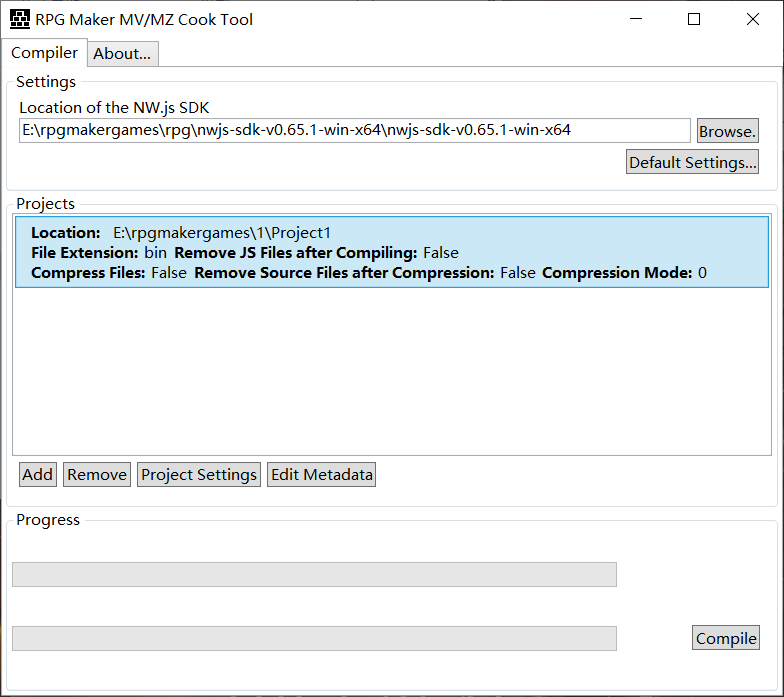 RPG Maker MV/MZ Cook Tool
Compiler About...
Settings
Location of the NW.js SDK
E:\rpgmakergames\rpg\nwjs-sdk-v0.65.1-win-x64\nwjs-sdk-v0.65.1-win-x64 Browse.
Default Settings...
Projects
Location: E:\rpgmakergames\1\Project1
File Extension: bin Remove JS Files after Compiling: False
Compress Files: False Remove Source Files after Compression: False Compression Mode: 0
Add Remove Project Settings Edit Metadata
Progress
Compile